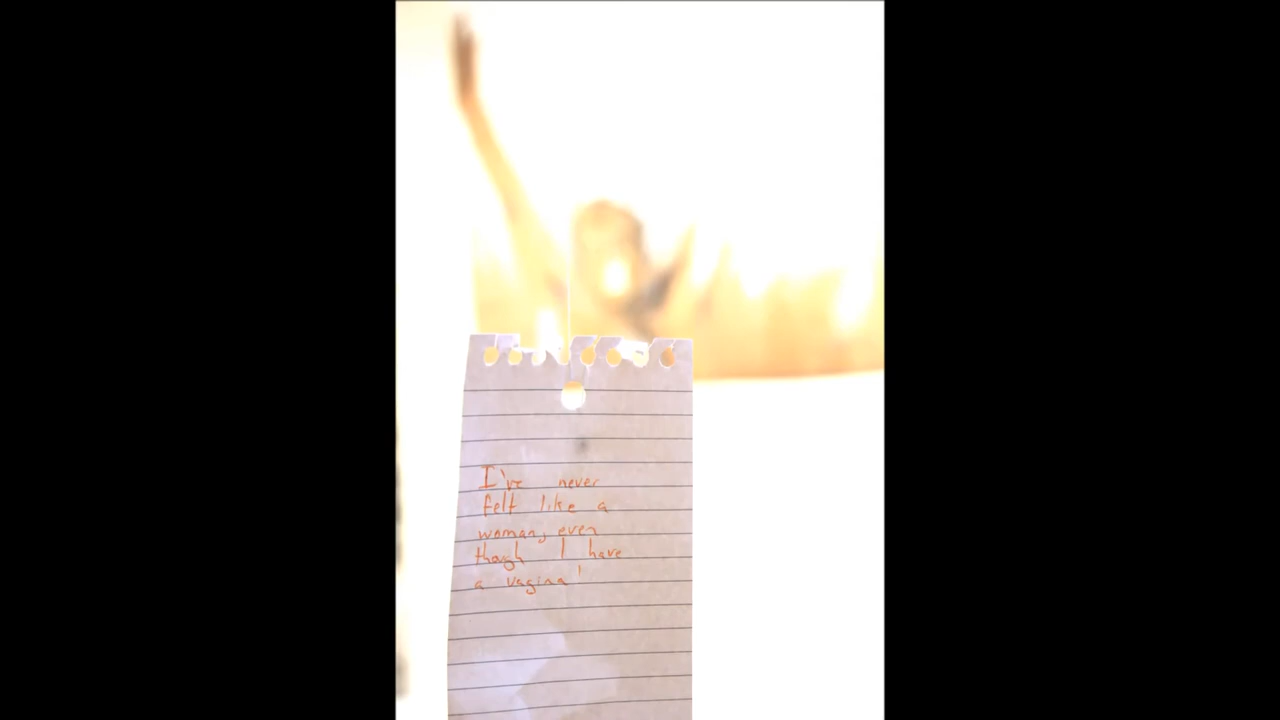 I've never
felt like a
woman, even
though I have
a vagina!